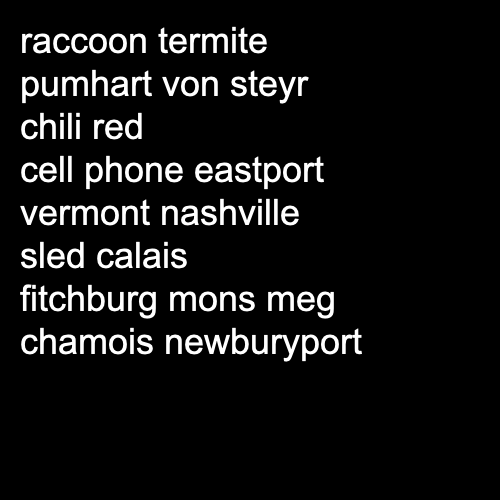 raccoon termite
pumhart von steyr
chili red
cell phone eastport
vermont nashville
sled calais
fitchburg mons meg
chamois newburyport